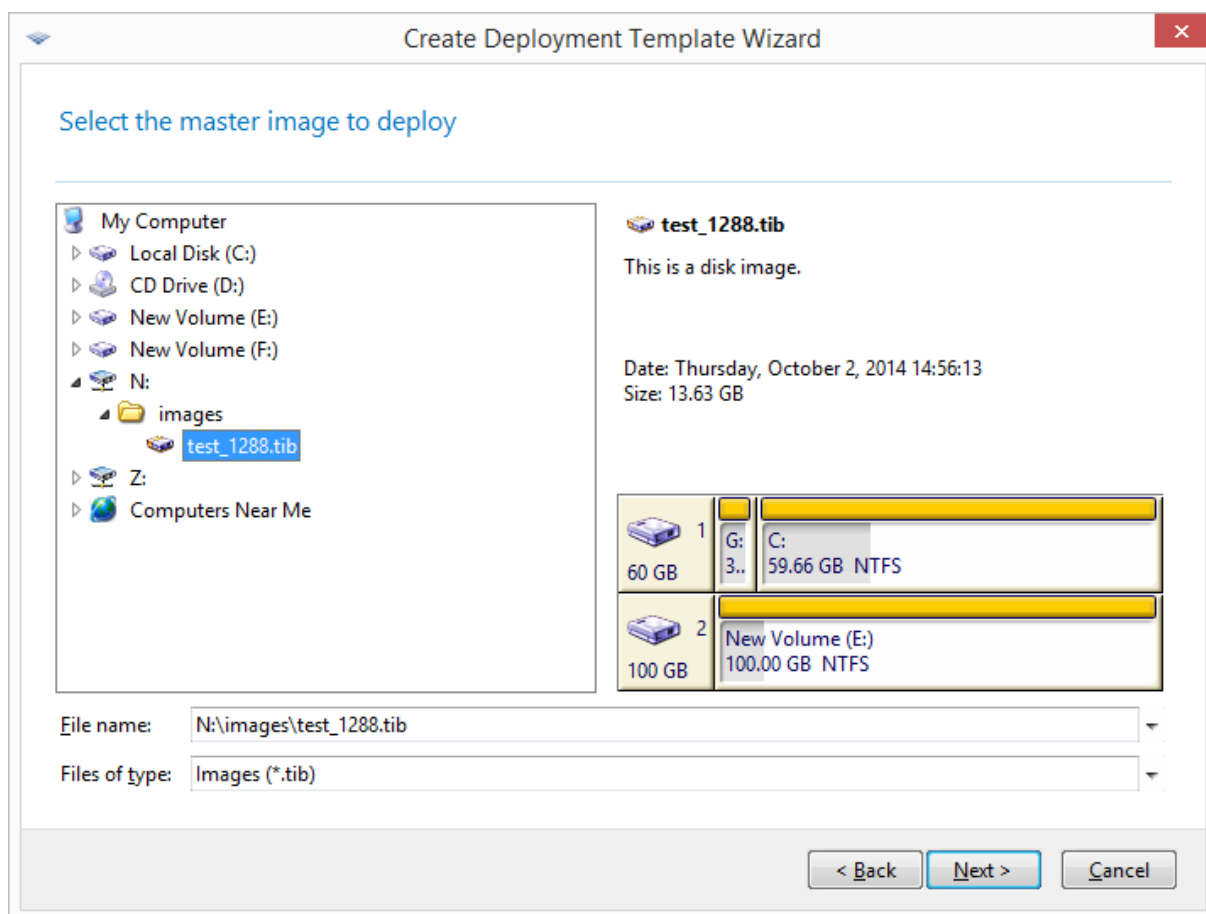 Create Deployment Template Wizard
Select the master image to deploy
My Computer
Local Disk (C:)
CD Drive (D:)
New Volume (E:)
New Volume (F:)
N:
images
test_1288.tib
Z:
Computers Near Me
test_1288.tib
This is a disk image.
Date: Thursday, October 2, 2014 14:56:13
Size: 13.63 GB
1
60 GB
G:
3..
C:
59.66 GB NTFS
2
100 GB
New Volume (E:)
100.00 GB NTFS
File name: N:\images\test_1288.tib
Files of type: Images (*.tib)
< Back Next > Cancel